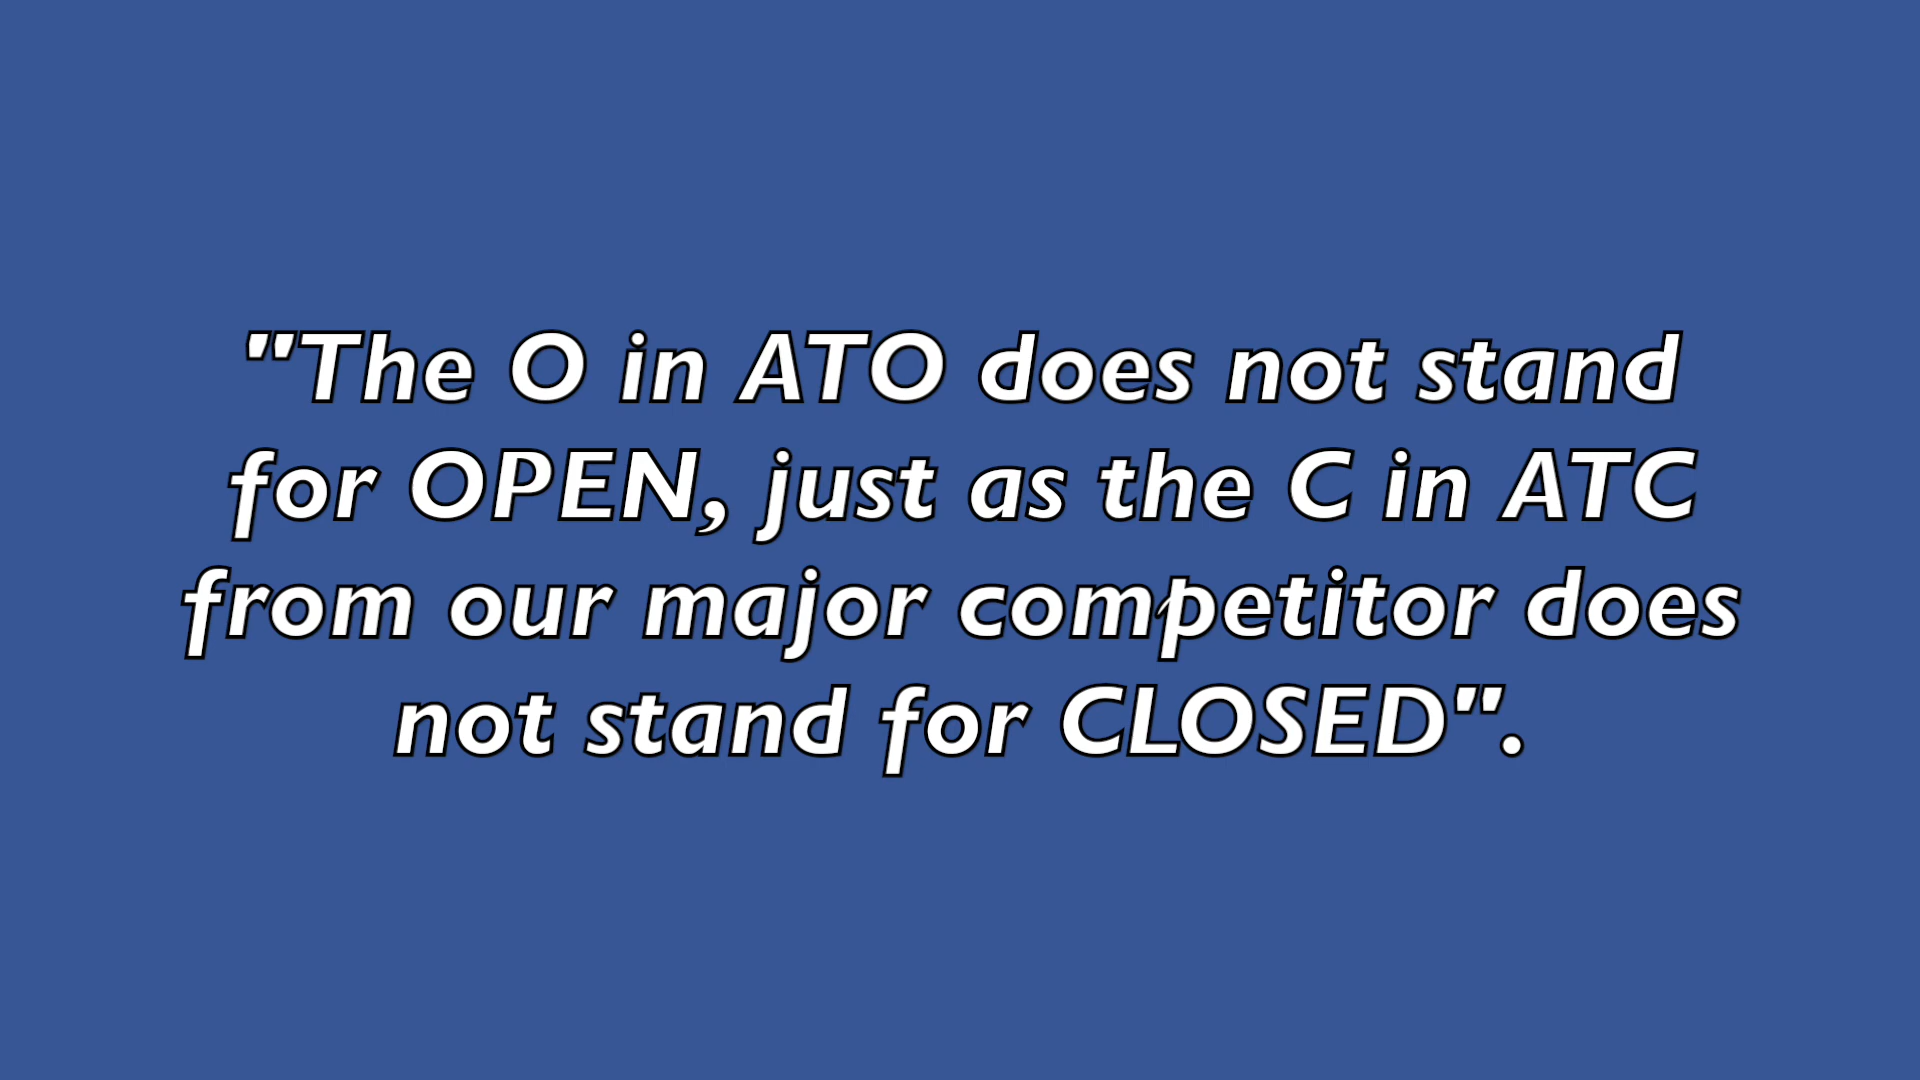 "The O in ATO does not stand
for OPEN, just as the C in ATC
from our major competitor does
not stand for CLOSED".